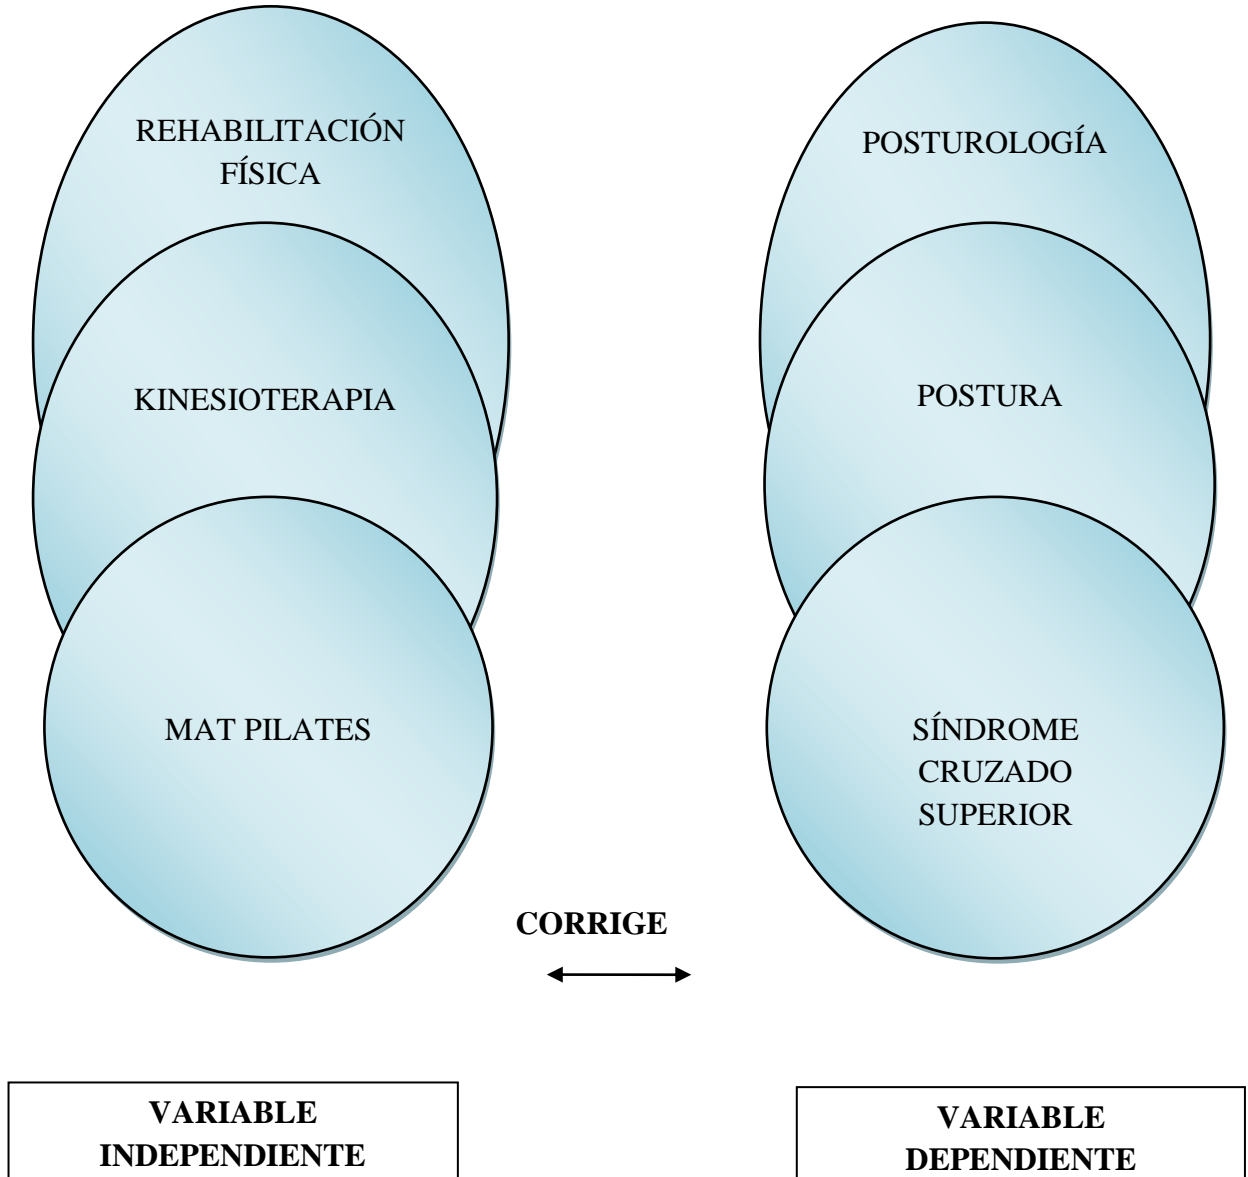 REHABILITACIÓN
FÍSICA
KINESIOTERAPIA
MAT PILATES
POSTUROLOGÍA
POSTURA
SÍNDROME
CRUZADO
SUPERIOR
CORRIGE
VARIABLE
INDEPENDIENTE
VARIABLE
DEPENDIENTE